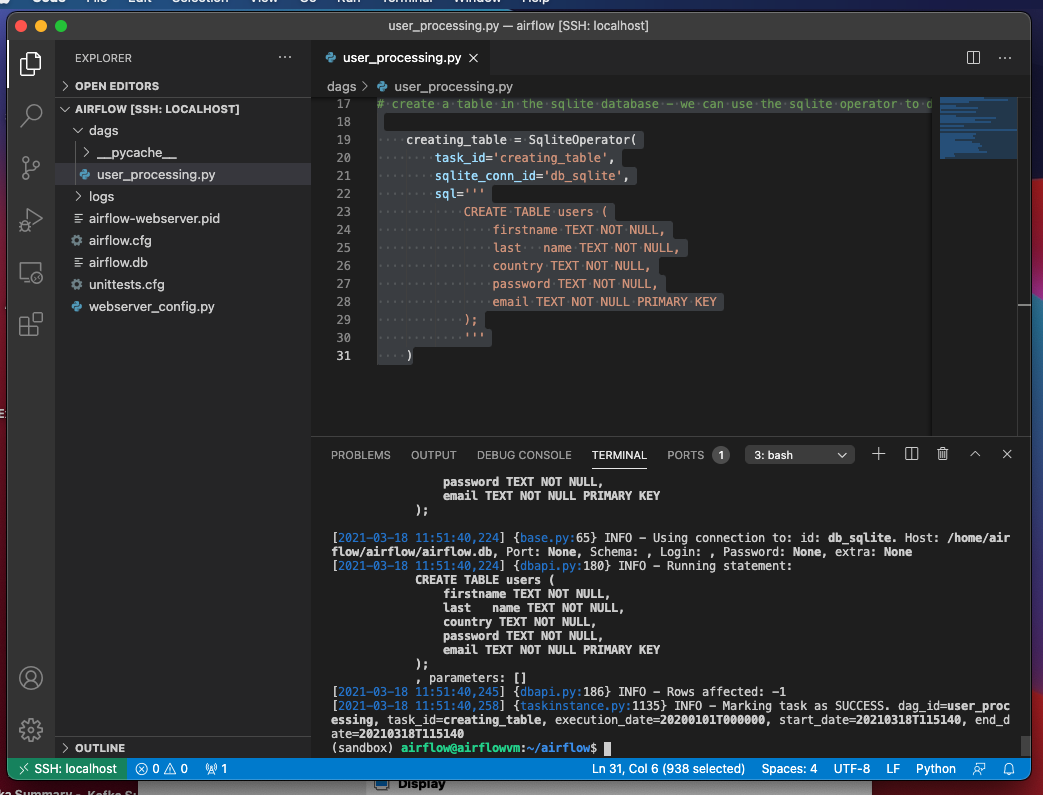 user_processing.py — airflow [SSH: localhost]
EXPLORER
OPEN EDITORS
AIRFLOW [SSH: LOCALHOST]
dags
__pycache__
user_processing.py
logs
airflow-webserver.pid
airflow.cfg
airflow.db
unittests.cfg
webserver_config.py
OUTLINE
user_processing.py
dags > user_processing.py
17 # create a table in the sqlite database - we can use the sqlite operator to d
18
19 creating_table = SqliteOperator(
20 task_id='creating_table',
21 sqlite_conn_id='db_sqlite',
22 sql='''
23 CREATE TABLE users (
24 firstname TEXT NOT NULL,
25 last   name TEXT NOT NULL,
26 country TEXT NOT NULL,
27 password TEXT NOT NULL,
28 email TEXT NOT NULL PRIMARY KEY
29 );
30 '''
31 )
PROBLEMS OUTPUT DEBUG CONSOLE TERMINAL PORTS 1 3: bash
password TEXT NOT NULL,
email TEXT NOT NULL PRIMARY KEY
);
[2021-03-18 11:51:40,224] {base.py:65} INFO - Using connection to: id: db_sqlite. Host: /home/air
flow/airflow/airflow.db, Port: None, Schema: , Login: , Password: None, extra: None
[2021-03-18 11:51:40,224] {dbapi.py:180} INFO - Running statement:
CREATE TABLE users (
firstname TEXT NOT NULL,
last   name TEXT NOT NULL,
country TEXT NOT NULL,
password TEXT NOT NULL,
email TEXT NOT NULL PRIMARY KEY
);
, parameters: []
[2021-03-18 11:51:40,245] {dbapi.py:186} INFO - Rows affected: -1
[2021-03-18 11:51:40,258] {taskinstance.py:1135} INFO - Marking task as SUCCESS. dag_id=user_proc
essing, task_id=creating_table, execution_date=20200101T000000, start_date=20210318T115140, end_d
ate=20210318T115140
(sandbox) airflow@airflowvm:~/airflow$
SSH: localhost 0 0 1 Ln 31, Col 6 (938 selected) Spaces: 4 UTF-8 LF Python
Display